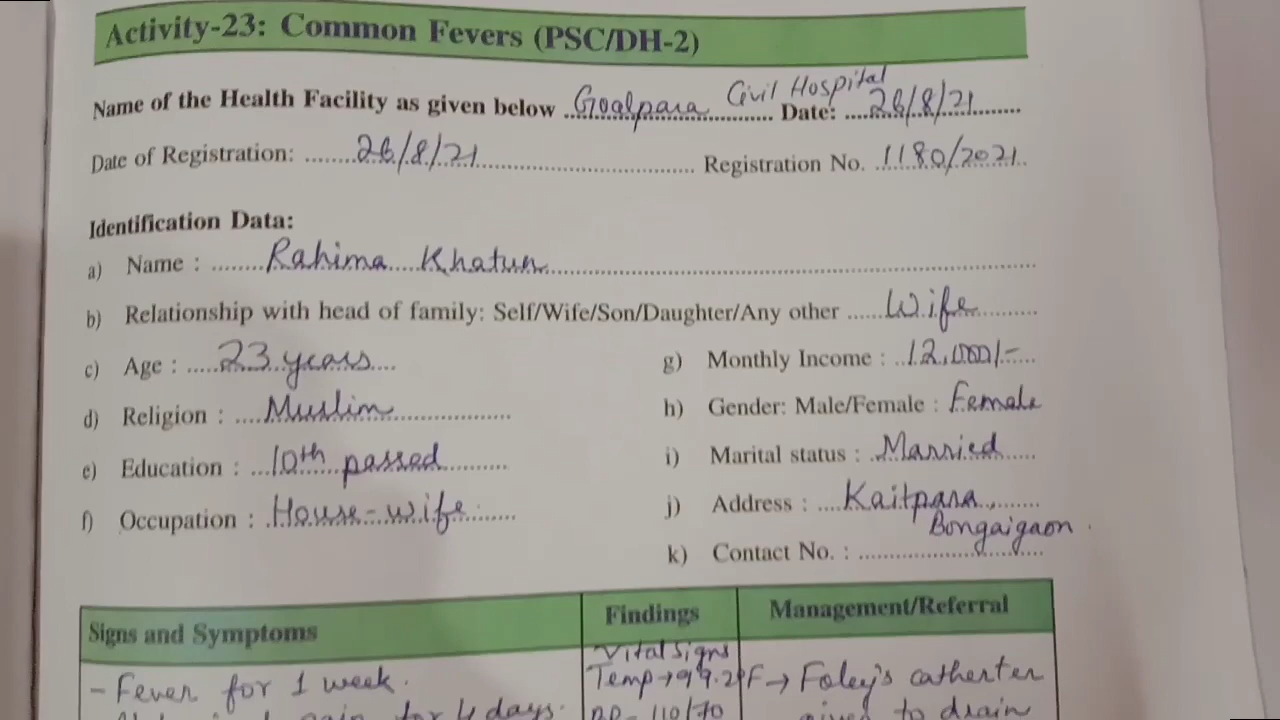 Activity-23: Common Fevers (PSC/DH-2)
Name of the Health Facility as given below Goalpara Civil Hospital Date: 26/8/21
Date of Registration: 26/8/21 Registration No. 1180/2021
Identification Data:
a) Name : Rahima Khatun
b) Relationship with head of family: Self/Wife/Son/Daughter/Any other Wife
c) Age : 23 years g) Monthly Income : 12,000/-
d) Religion : Muslim h) Gender: Male/Female : Female
e) Education : 10th passed i) Marital status : Married
f) Occupation : House-wife j) Address : Kaitpara,
Bongaigaon
k) Contact No. :
Signs and Symptoms Findings Management/Referral
Vital Signs
- Fever for 1 week. Temp→99.2°F → Foley's catherter
pain for 4 days. BP- 110/70 to drain